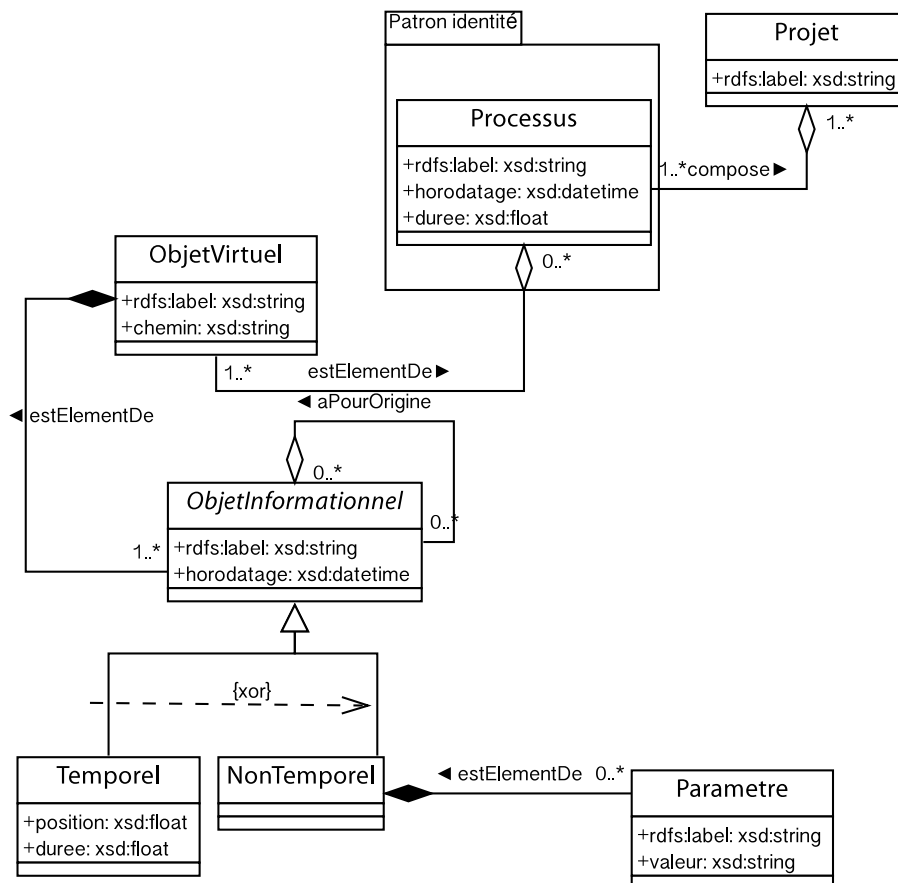 Patron identité
Projet
+rdfs:label: xsd:string
1..*
Processus
+rdfs:label: xsd:string
+horodatage: xsd:datetime
+duree: xsd:float
1..*compose►
0..*
ObjetVirtuel
+rdfs:label: xsd:string
+chemin: xsd:string
1..*
estElementDe►
◄ aPourOrigine
◄ estElementDe
0..*
ObjetInformationnel
+rdfs:label: xsd:string
+horodatage: xsd:datetime
0..*
1..*
{xor}
Temporel
+position: xsd:float
+duree: xsd:float
NonTemporel
◄ estElementDe 0..*
Parametre
+rdfs:label: xsd:string
+valeur: xsd:string